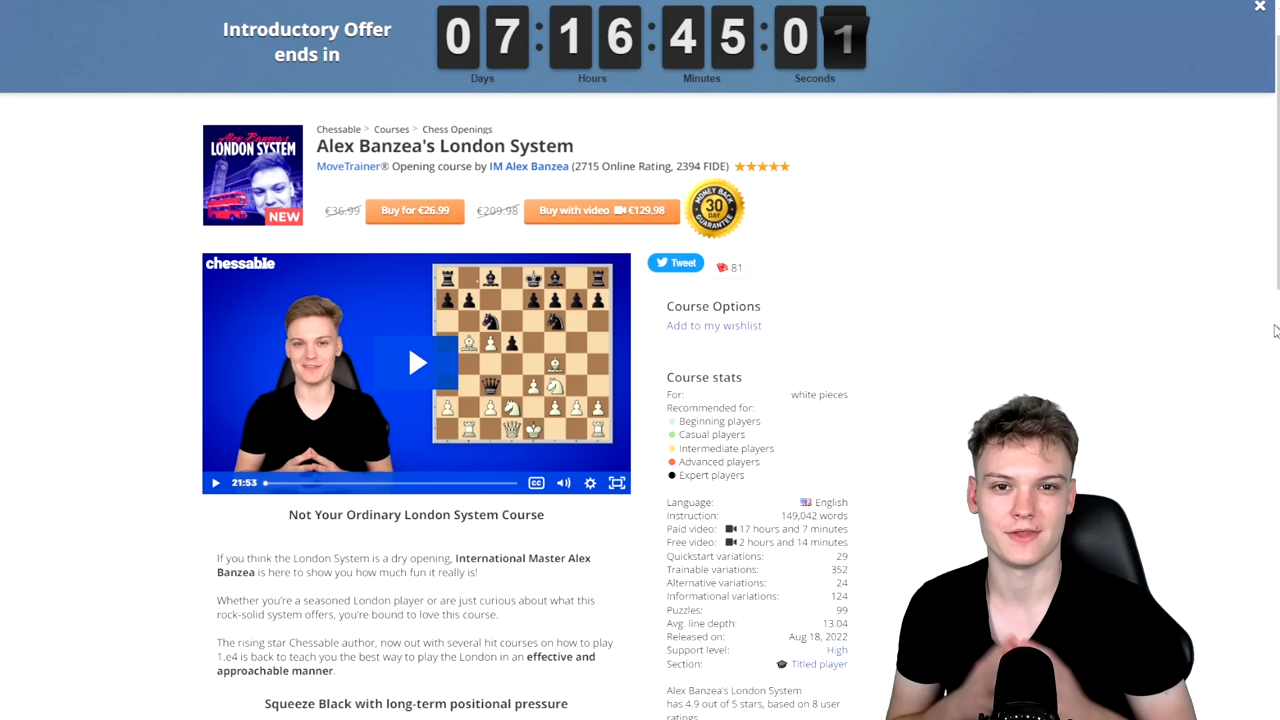 Introductory Offer
ends in
07:16:45:01
Days Hours Minutes Seconds
Chessable > Courses > Chess Openings
Alex Banzea's London System
MoveTrainer® Opening course by IM Alex Banzea (2715 Online Rating, 2394 FIDE)
Alex Banzea's
LONDON SYSTEM
NEW
€36.99 Buy for €26.99 €209.98 Buy with video €129.98
MONEY BACK
30
DAY
GUARANTEE
chessable
21:53
CC
Tweet 81
Course Options
Add to my wishlist
Course stats
For: white pieces
Recommended for:
Beginning players
Casual players
Intermediate players
Advanced players
Expert players
Language: English
Instruction: 149,042 words
Paid video: 17 hours and 7 minutes
Free video: 2 hours and 14 minutes
Quickstart variations: 29
Trainable variations: 352
Alternative variations: 24
Informational variations: 124
Puzzles: 99
Avg. line depth: 13.04
Released on: Aug 18, 2022
Support level: High
Section: Titled player
Alex Banzea's London System
has 4.9 out of 5 stars, based on 8 user
ratings.
Not Your Ordinary London System Course
If you think the London System is a dry opening, International Master Alex
Banzea is here to show you how much fun it really is!
Whether you're a seasoned London player or are just curious about what this
rock-solid system offers, you're bound to love this course.
The rising star Chessable author, now out with several hit courses on how to play
1.e4 is back to teach you the best way to play the London in an effective and
approachable manner.
Squeeze Black with long-term positional pressure